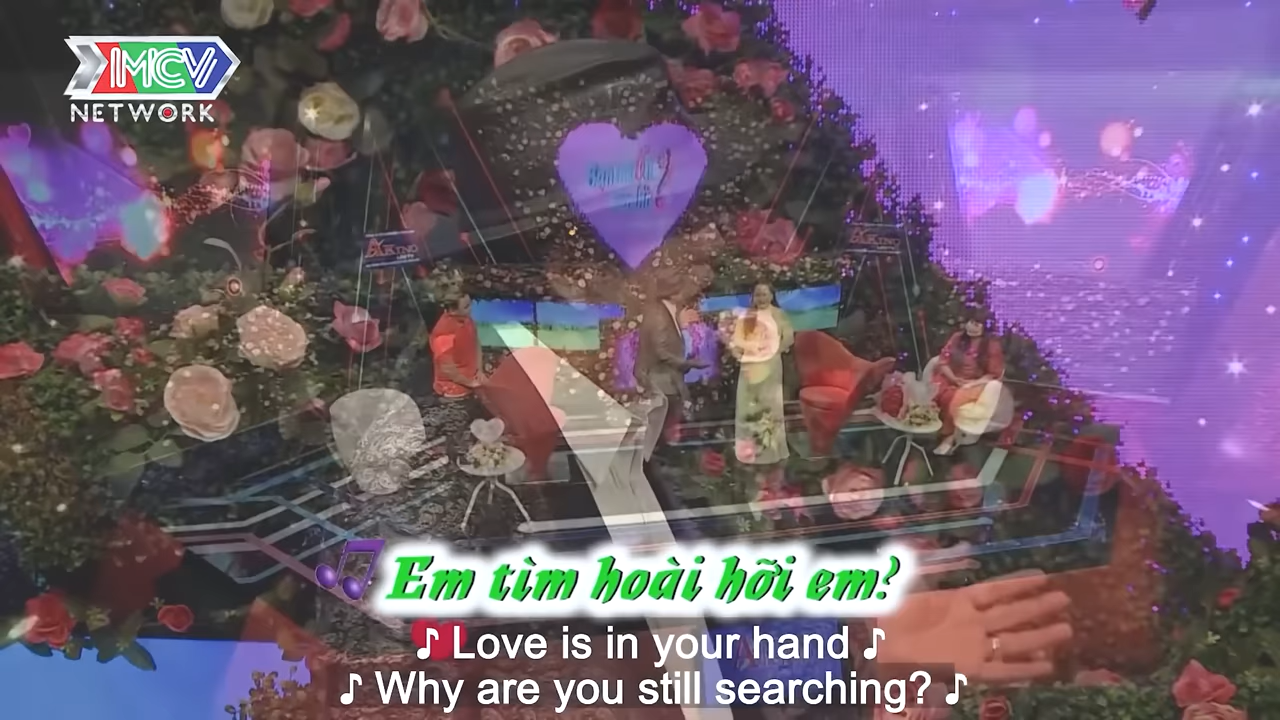 MCV
NETWORK
Em tìm hoài hỡi em?
♪ Love is in your hand ♪
♪ Why are you still searching? ♪